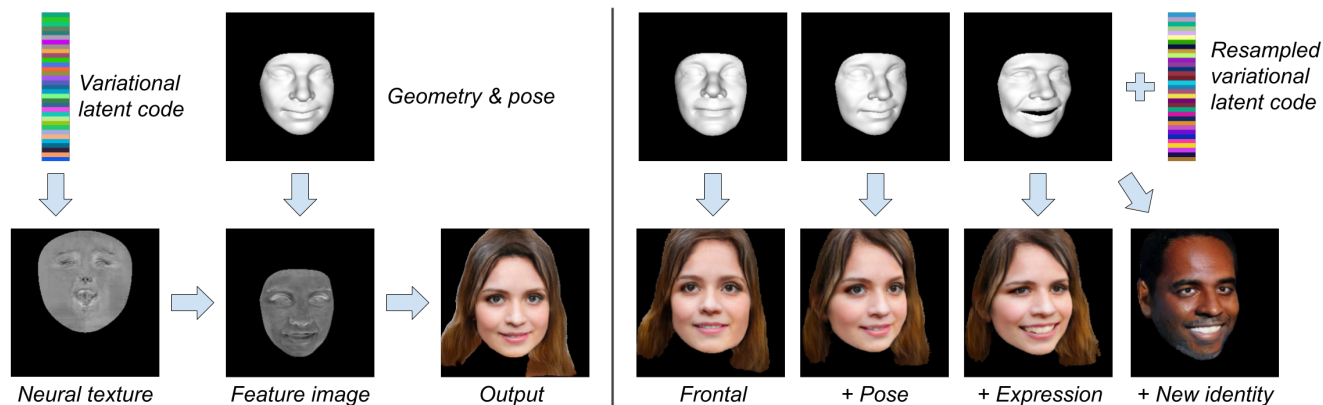 Variational
latent code
Geometry & pose
Neural texture
Feature image
Output
Resampled
variational
latent code
Frontal
+ Pose
+ Expression
+ New identity